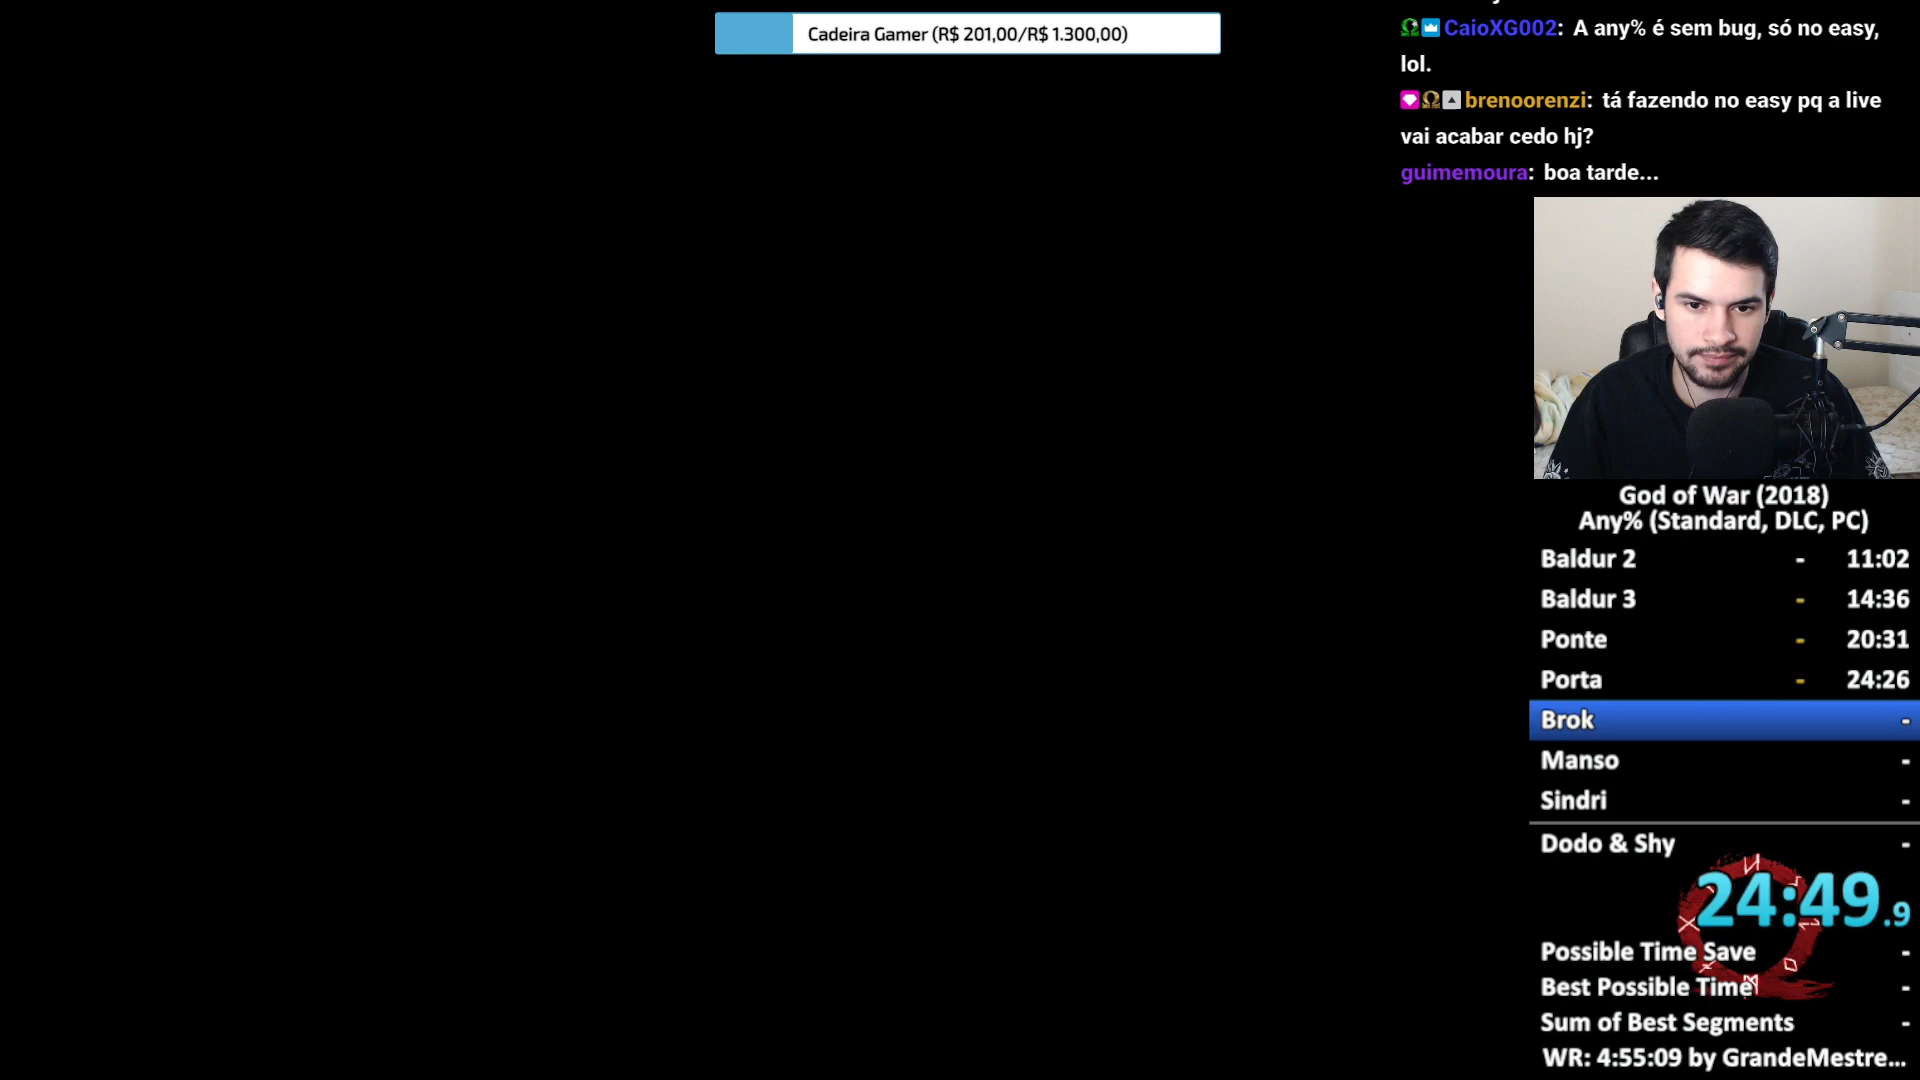 Cadeira Gamer (R$ 201,00/R$ 1.300,00)
CaioXG002: A any% é sem bug, só no easy,
lol.
brenoorenzi: tá fazendo no easy pq a live
vai acabar cedo hj?
guimemoura: boa tarde...
God of War (2018)
Any% (Standard, DLC, PC)
Baldur 2 - 11:02
Baldur 3 - 14:36
Ponte - 20:31
Porta - 24:26
Brok -
Manso -
Sindri -
Dodo & Shy -
24:49.9
Possible Time Save -
Best Possible Time -
Sum of Best Segments -
WR: 4:55:09 by GrandeMestre...